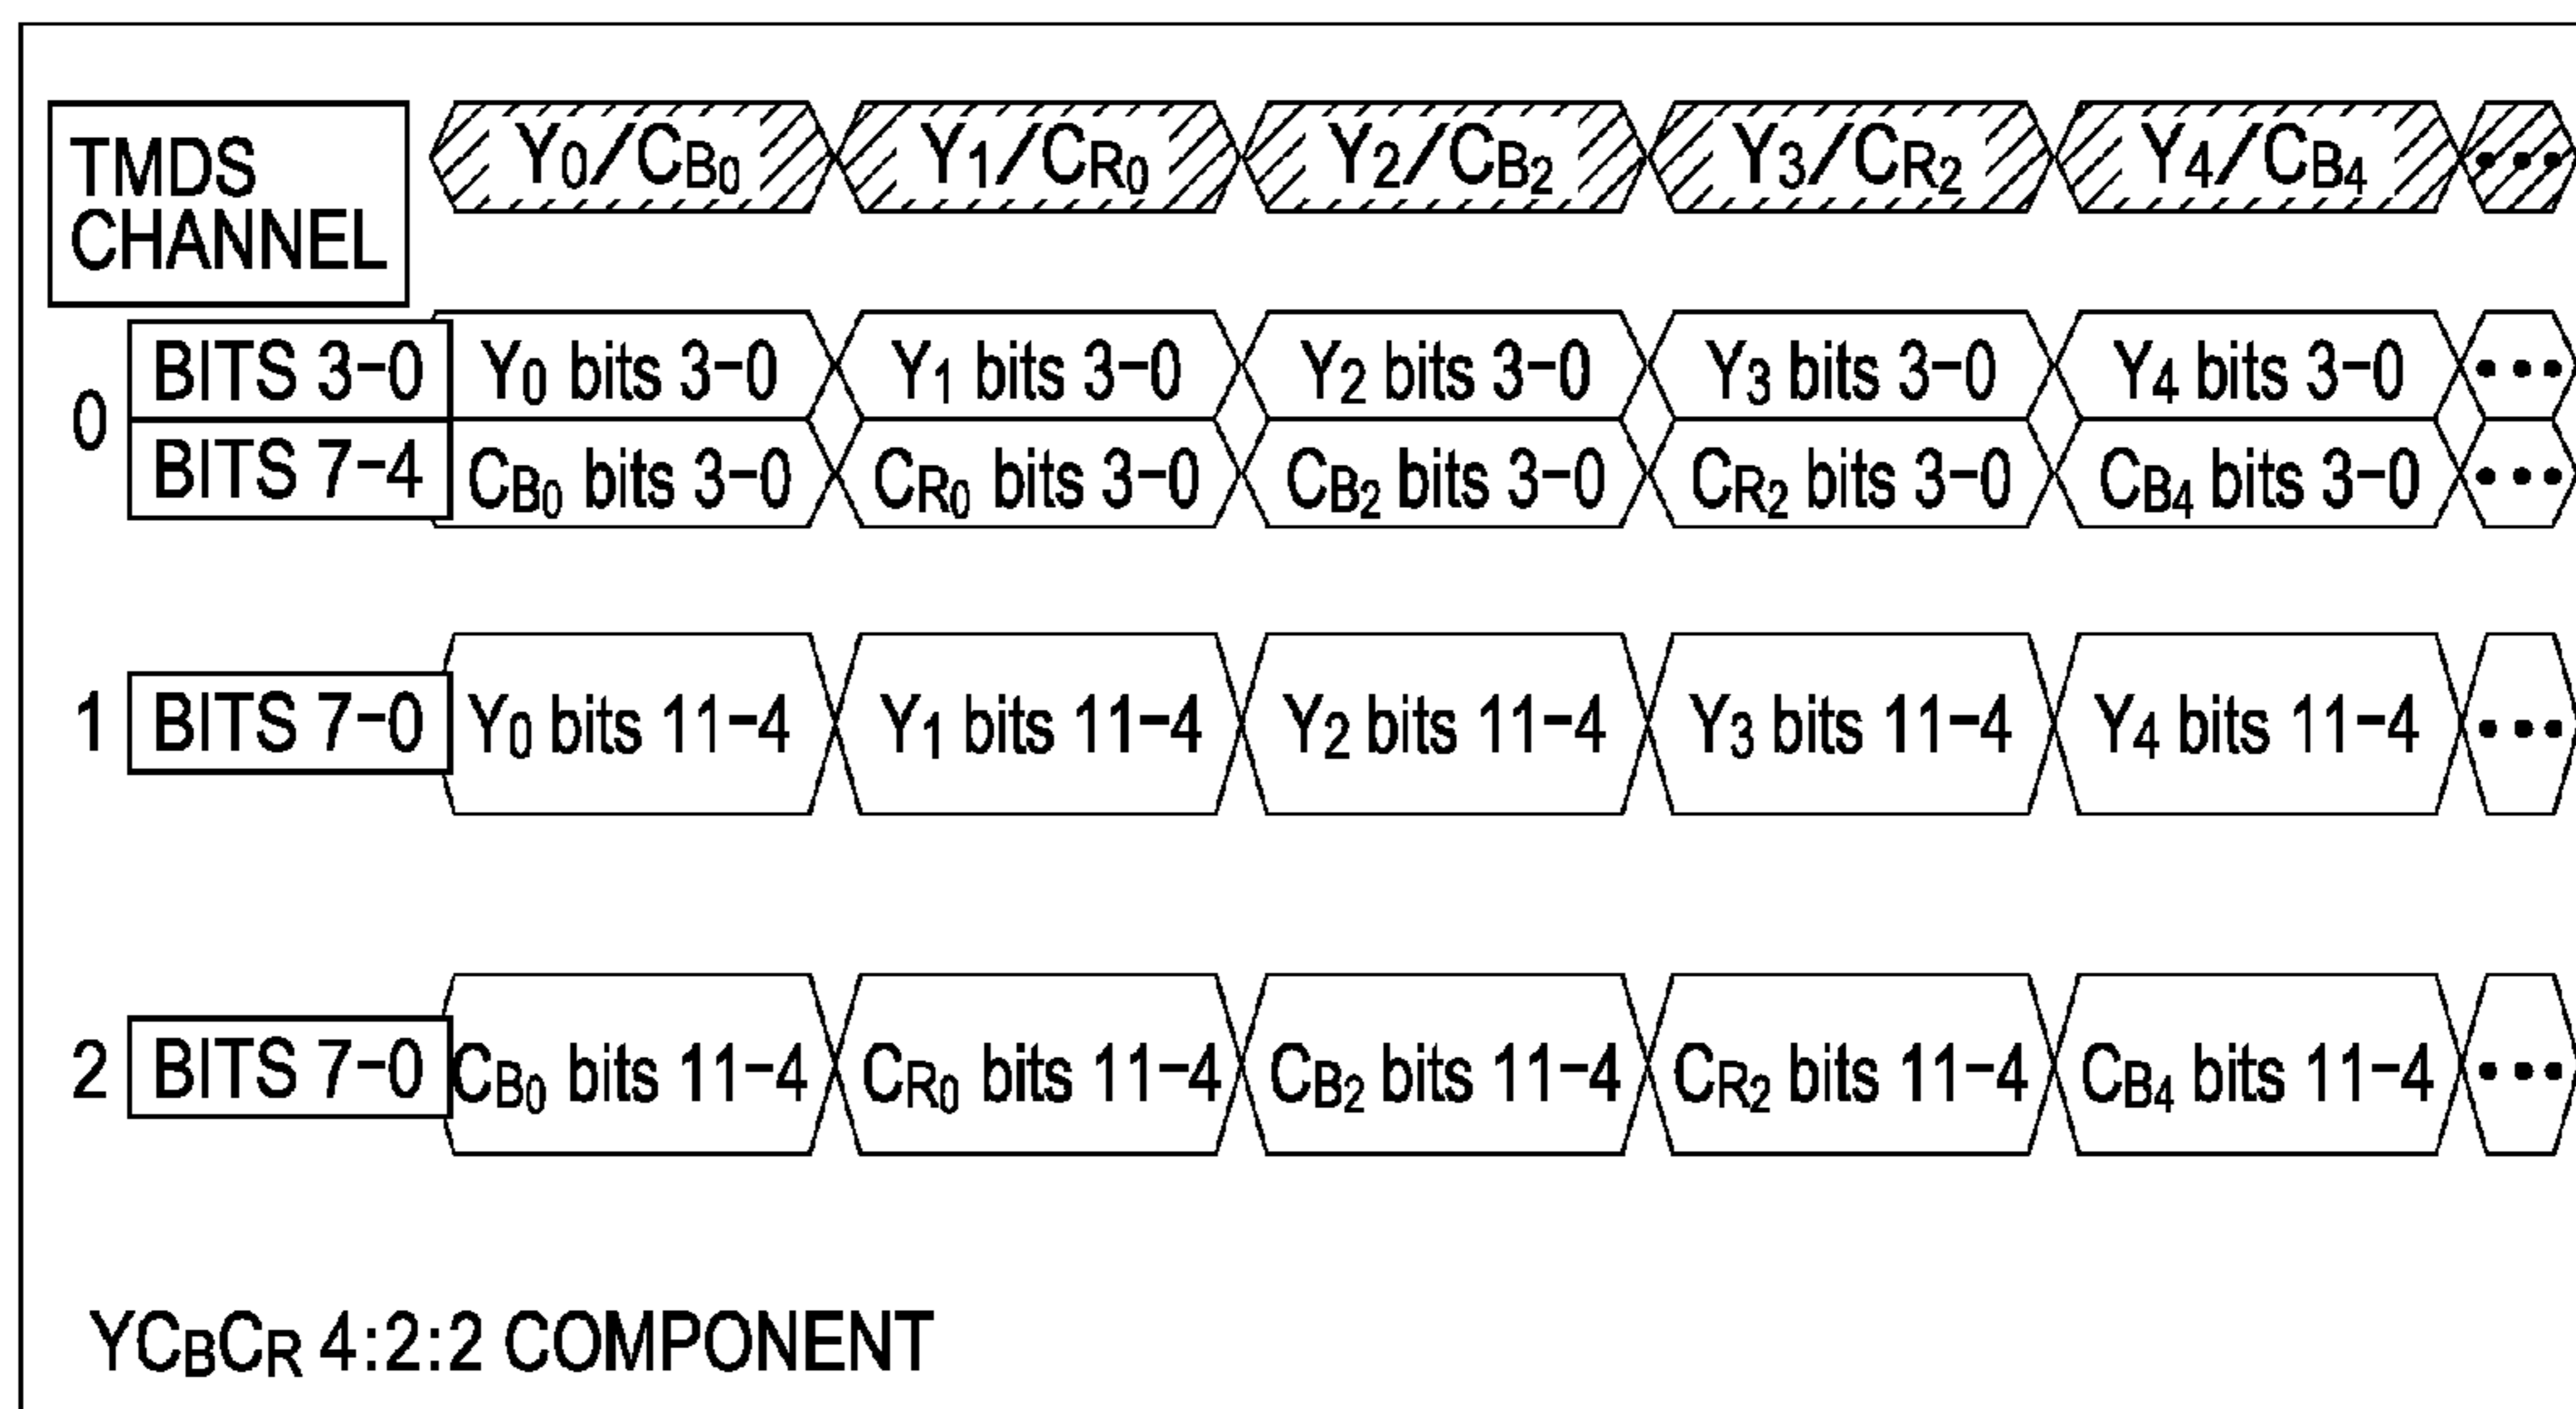 TMDS
CHANNEL
Y0/CB0 Y1/CR0 Y2/CB2 Y3/CR2 Y4/CB4 •••
0
BITS 3-0 Y0 bits 3-0 Y1 bits 3-0 Y2 bits 3-0 Y3 bits 3-0 Y4 bits 3-0 •••
BITS 7-4 CB0 bits 3-0 CR0 bits 3-0 CB2 bits 3-0 CR2 bits 3-0 CB4 bits 3-0 •••
1 BITS 7-0 Y0 bits 11-4 Y1 bits 11-4 Y2 bits 11-4 Y3 bits 11-4 Y4 bits 11-4 •••
2 BITS 7-0 CB0 bits 11-4 CR0 bits 11-4 CB2 bits 11-4 CR2 bits 11-4 CB4 bits 11-4 •••
YCBCR 4:2:2 COMPONENT